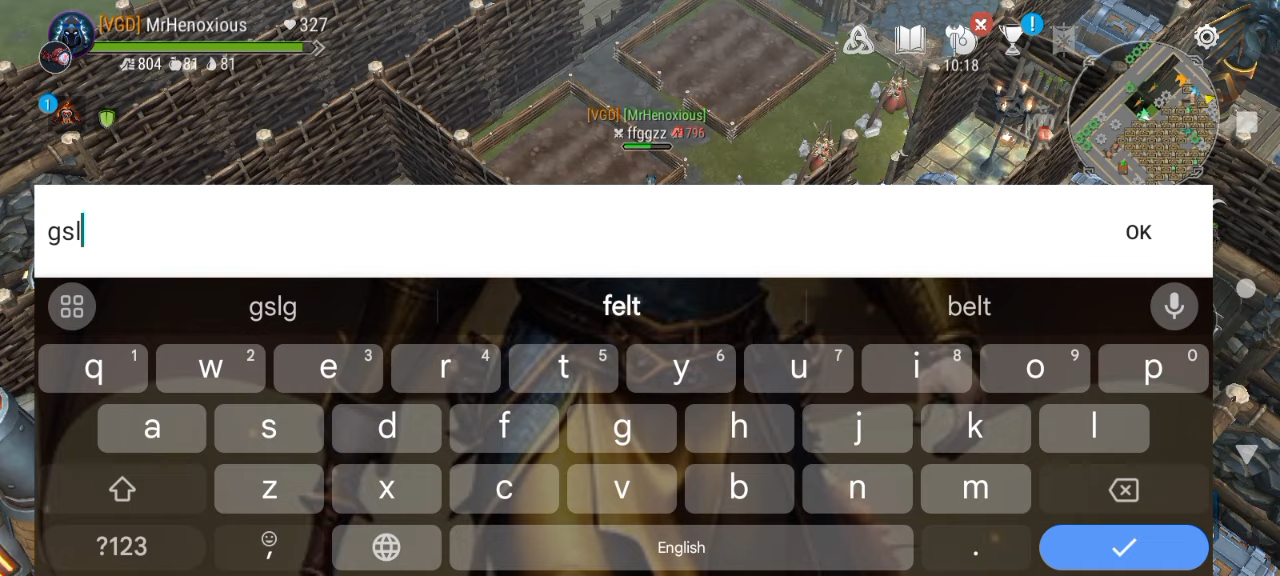 [VGD] MrHenoxious 327
804 81 81
1
10:18
!
[VGD] [MrHenoxious]
ffggzz 796
gsl
OK
gslg felt belt
q 1 w 2 e 3 r 4 t 5 y 6 u 7 i 8 o 9 p 0
a s d f g h j k l
z x c v b n m
?123 , English .